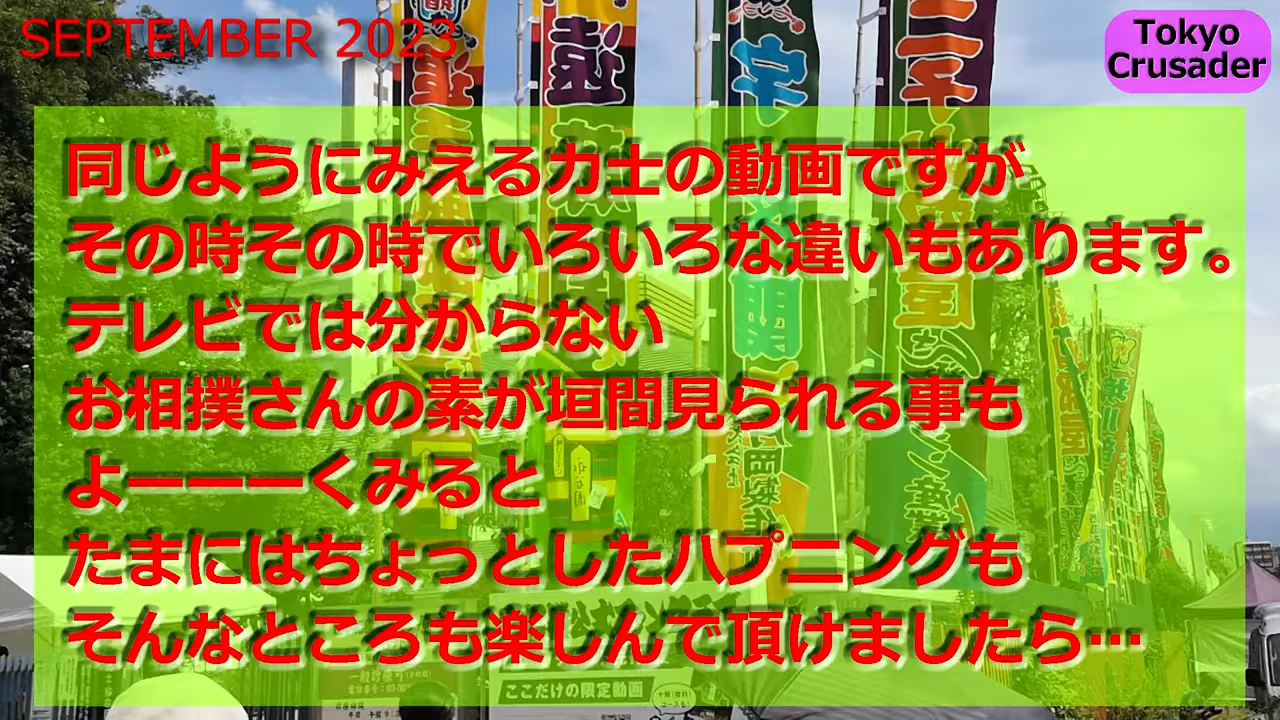 SEPTEMBER 2023
Tokyo
Crusader
同じようにみえる力士の動画ですが
その時その時でいろいろな違いもあります。
テレビでは分からない
お相撲さんの素が垣間見られる事も
よーーーくみると
たまにはちょっとしたハプニングも
そんなところも楽しんで頂けましたら…
一般診療可
ここだけの限定動画